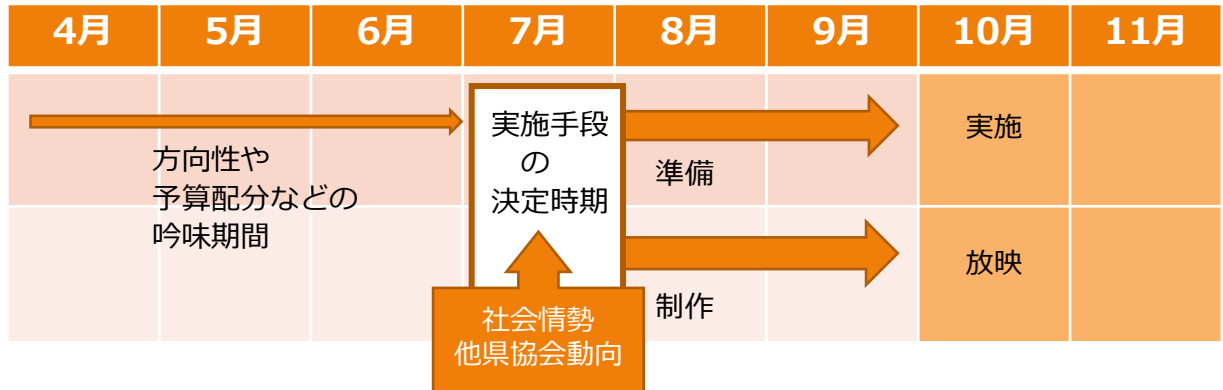 4月 5月 6月 7月 8月 9月 10月 11月
方向性や
予算配分などの
吟味期間
実施手段
の
決定時期
準備
実施
制作
放映
社会情勢
他県協会動向